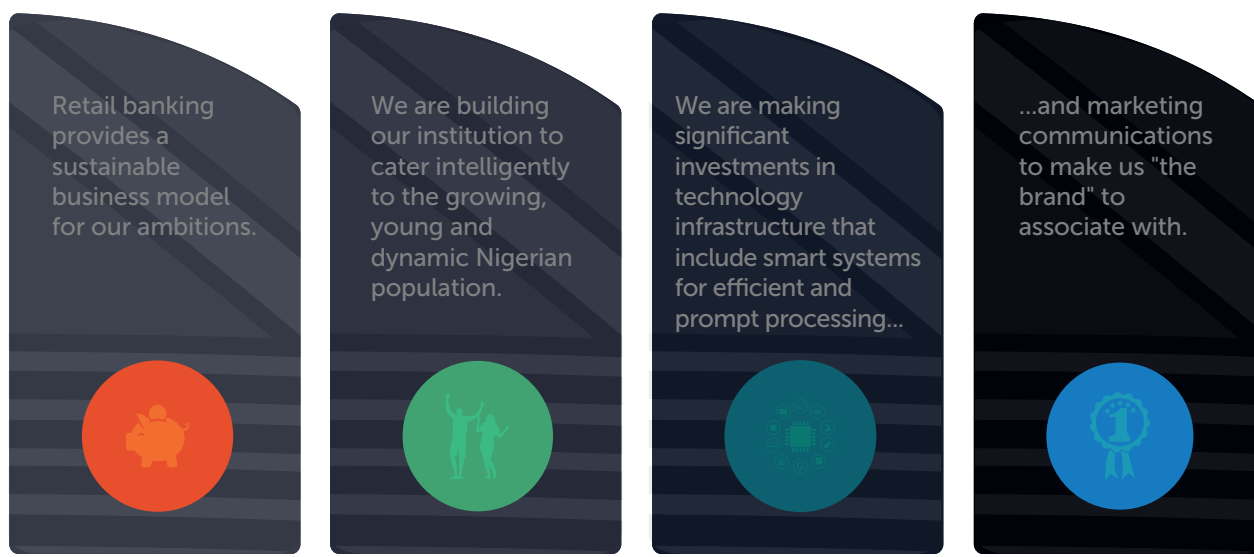 Retail banking
provides a
sustainable
business model
for our ambitions.
We are building
our institution to
cater intelligently
to the growing,
young and
dynamic Nigerian
population.
We are making
significant
investments in
technology
infrastructure that
include smart systems
for efficient and
prompt processing...
...and marketing
communications
to make us "the
brand" to
associate with.
1